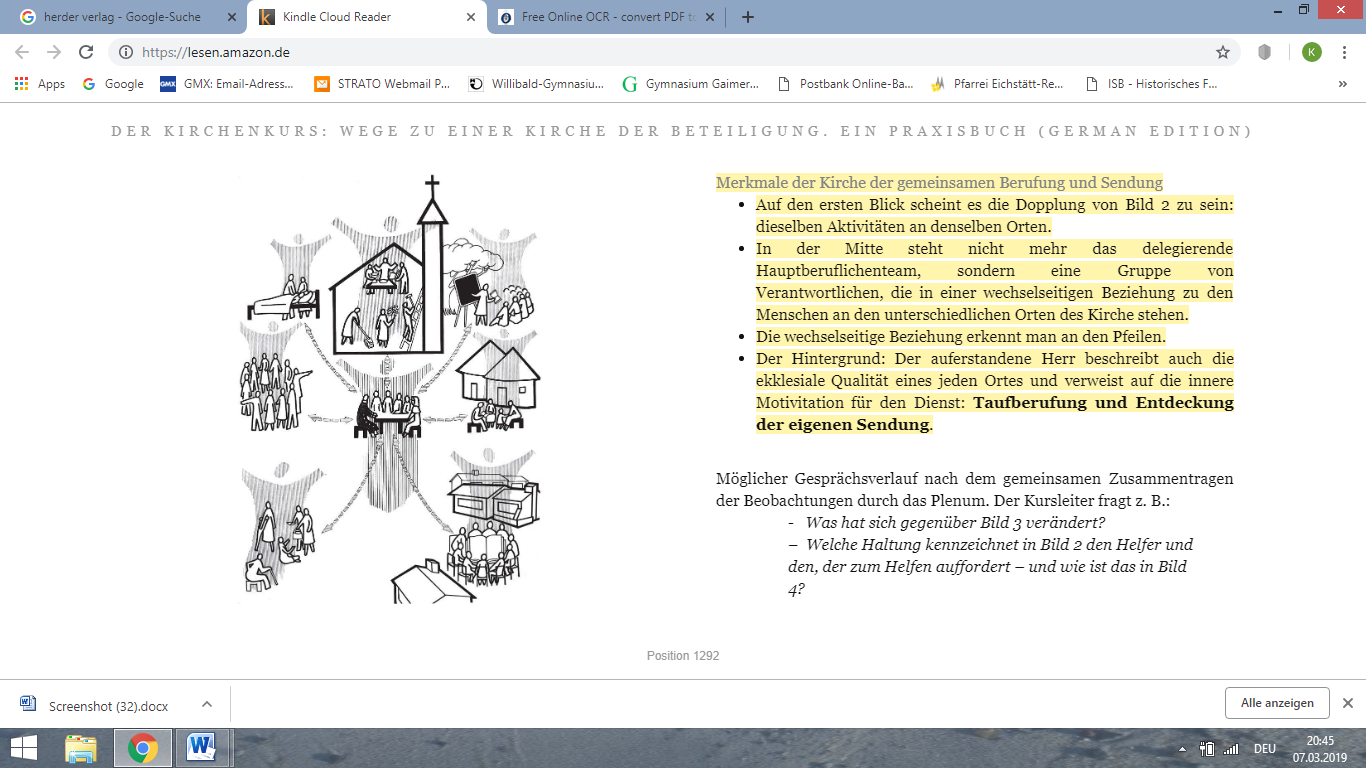 herder verlag - Google-Suche
Kindle Cloud Reader
Free Online OCR - convert PDF to
https://lesen.amazon.de
K
Apps
Google
GMX
GMX: Email-Adress...
STRATO Webmail P...
Willibald-Gymnasiu...
G
Gymnasium Gaimer...
Postbank Online-Ba...
Pfarrei Eichstätt-Re...
ISB - Historisches F...
»
DER KIRCHENKURS: WEGE ZU EINER KIRCHE DER BETEILIGUNG. EIN PRAXISBUCH (GERMAN EDITION)
Merkmale der Kirche der gemeinsamen Berufung und Sendung
• Auf den ersten Blick scheint es die Dopplung von Bild 2 zu sein:
dieselben Aktivitäten an denselben Orten.
• In der Mitte steht nicht mehr das delegierende
Hauptberuflichenteam, sondern eine Gruppe von
Verantwortlichen, die in einer wechselseitigen Beziehung zu den
Menschen an den unterschiedlichen Orten des Kirche stehen.
• Die wechselseitige Beziehung erkennt man an den Pfeilen.
• Der Hintergrund: Der auferstandene Herr beschreibt auch die
ekklesiale Qualität eines jeden Ortes und verweist auf die innere
Motivitation für den Dienst: Taufberufung und Entdeckung
der eigenen Sendung.
Möglicher Gesprächsverlauf nach dem gemeinsamen Zusammentragen
der Beobachtungen durch das Plenum. Der Kursleiter fragt z. B.:
- Was hat sich gegenüber Bild 3 verändert?
– Welche Haltung kennzeichnet in Bild 2 den Helfer und
den, der zum Helfen auffordert – und wie ist das in Bild
4?
Position 1292
Screenshot (32).docx
Alle anzeigen
DEU
20:45
07.03.2019